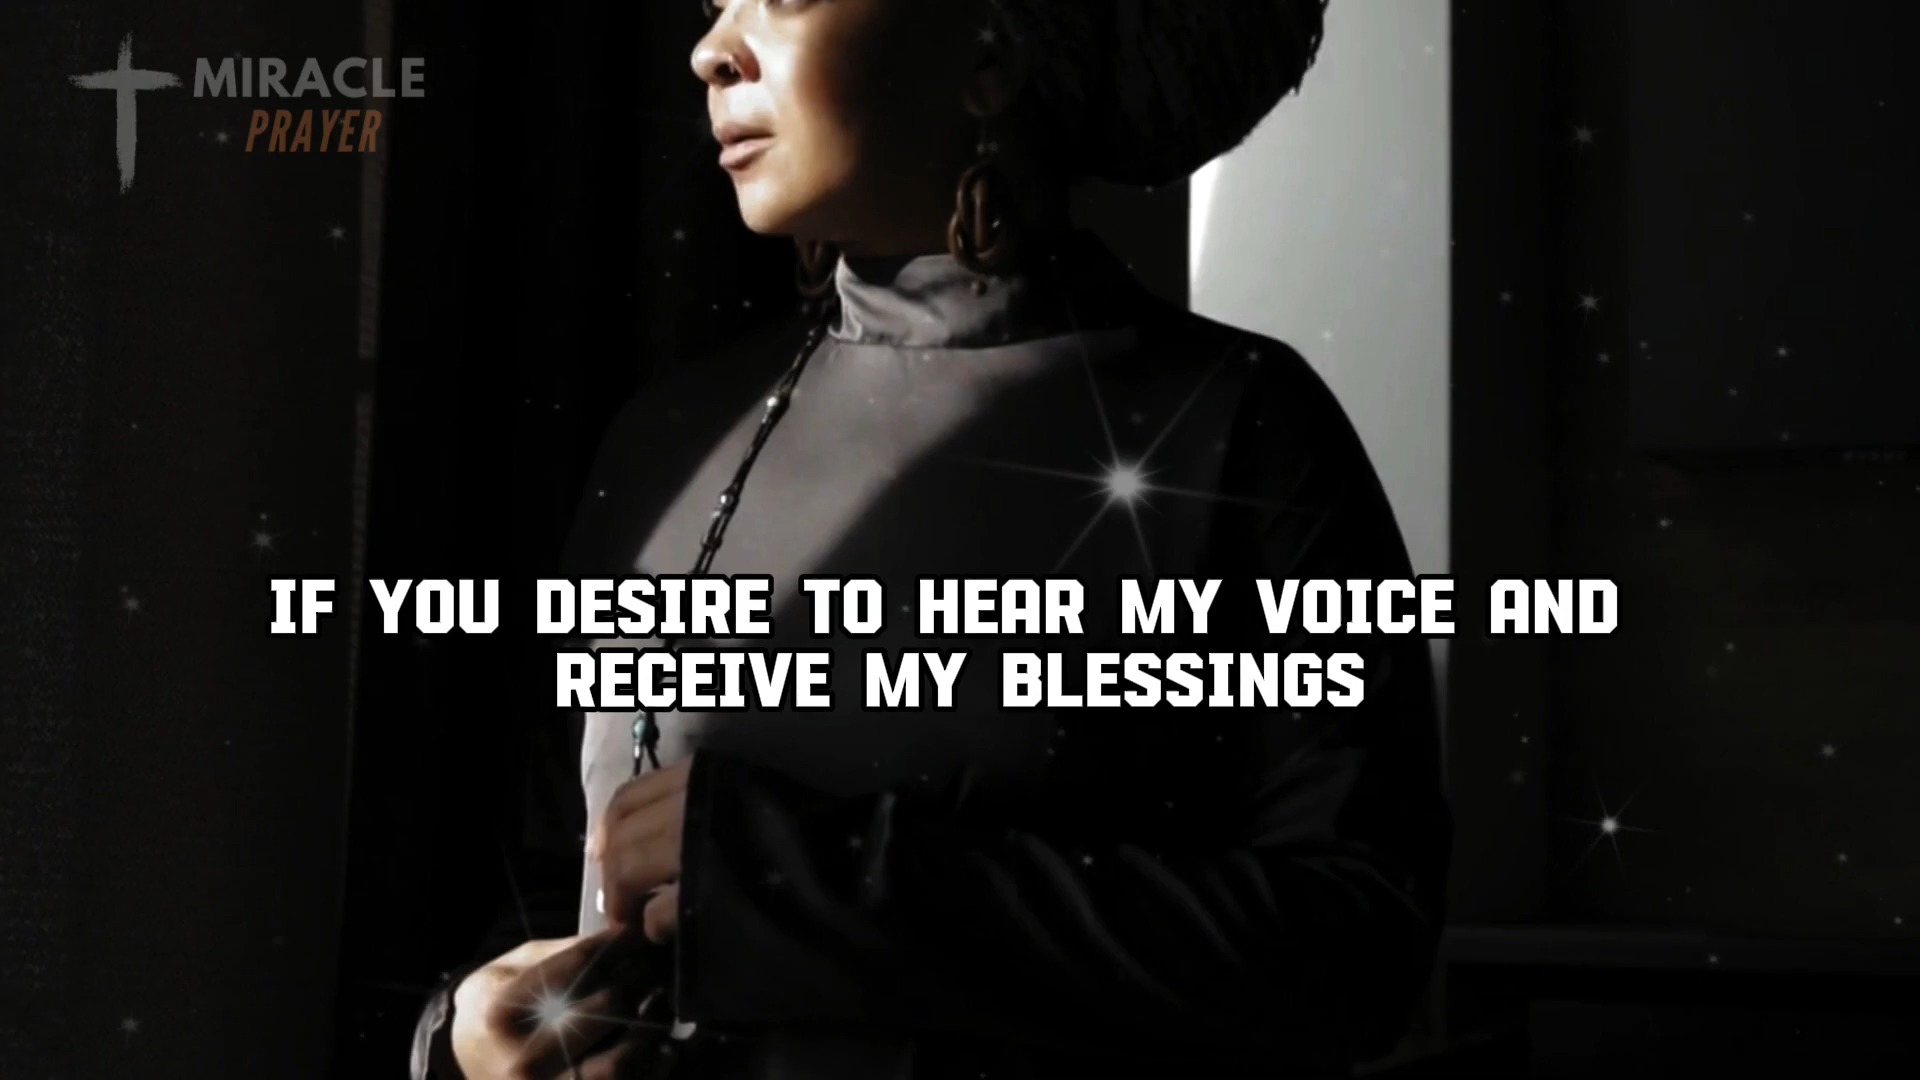 MIRACLE
PRAYER
IF YOU DESIRE TO HEAR MY VOICE AND
RECEIVE MY BLESSINGS